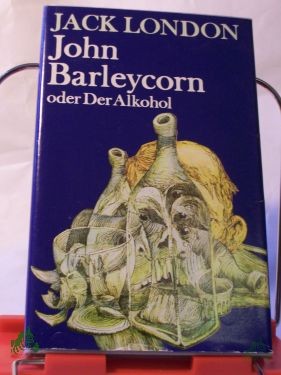 JACK LONDON
John
Barleycorn
oder Der Alkohol